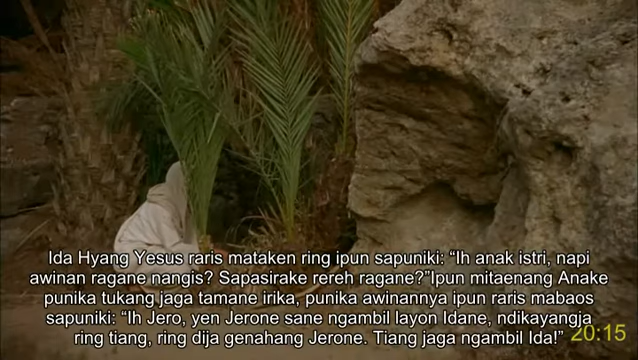 Ida Hyang Yesus raris mataken ring ipun sapuniki: “Ih anak istri, napi
awinan ragane nangis? Sapasirake rereh ragane?”Ipun mitaenang Anake
punika tukang jaga tamane irika, punika awinannya ipun raris mabaos
sapuniki: “Ih Jero, yen Jerone sane ngambil layon Idane, ndikayangja
ring tiang, ring dija genahang Jerone. Tiang jaga ngambil Ida!”
20:15